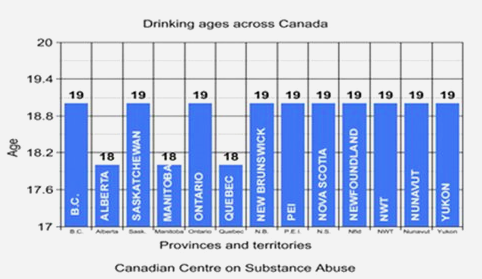 Drinking ages across Canada
20
19.4
18.8
18.2
17.6
17
Age
19 18 19 18 19 18 19 19 19 19 19 19 19
B.C. ALBERTA SASKATCHEWAN MANITOBA ONTARIO QUEBEC NEW BRUNSWICK PEI NOVA SCOTIA NEWFOUNDLAND NWT NUNAVUT YUKON
B.C. Alberta Sask. Manitoba Ontario Quebec N.B. P.E.I. N.S. Nfld NWT Nunavut Yukon
Provinces and territories
Canadian Centre on Substance Abuse